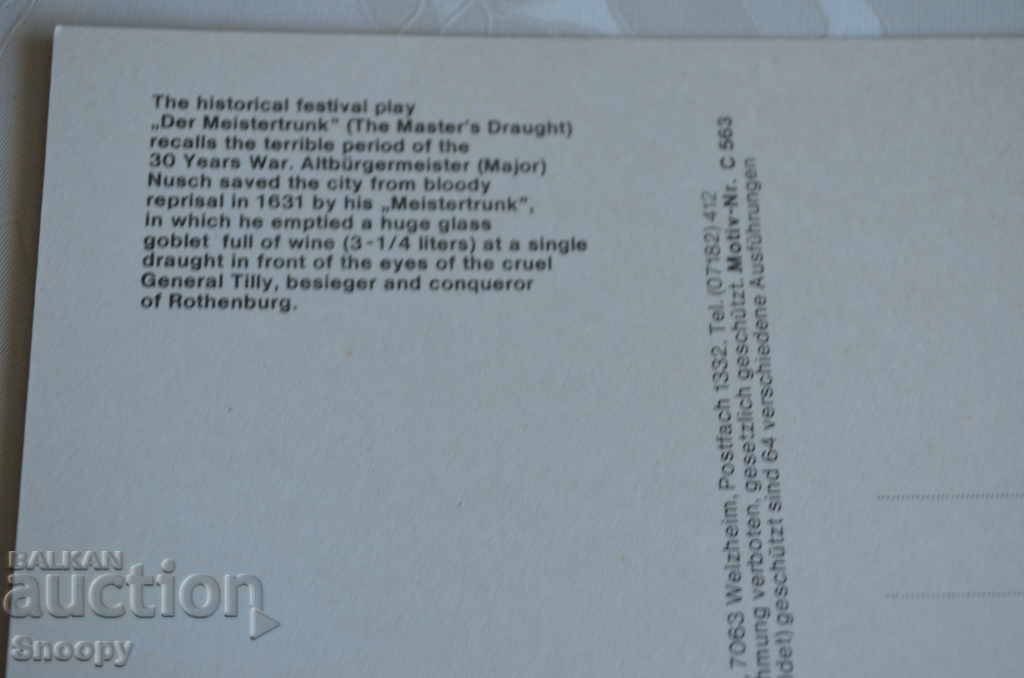 The historical festival play
„Der Meistertrunk" (The Master's Draught)
recalls the terrible period of the
30 Years War. Altbürgermeister (Major)
Nusch saved the city from bloody
reprisal in 1631 by his „Meistertrunk",
in which he emptied a huge glass
goblet full of wine (3-1/4 liters) at a single
draught in front of the eyes of the cruel
General Tilly, besieger and conqueror
of Rothenburg.
7063 Welzheim, Postfach 1332. Tel. (07182) 412
hmung verboten, gesetzlich geschützt. Motiv-Nr. C 563
det) geschützt sind 64 verschiedene Ausführungen
BALKAN
auction
Snoopy